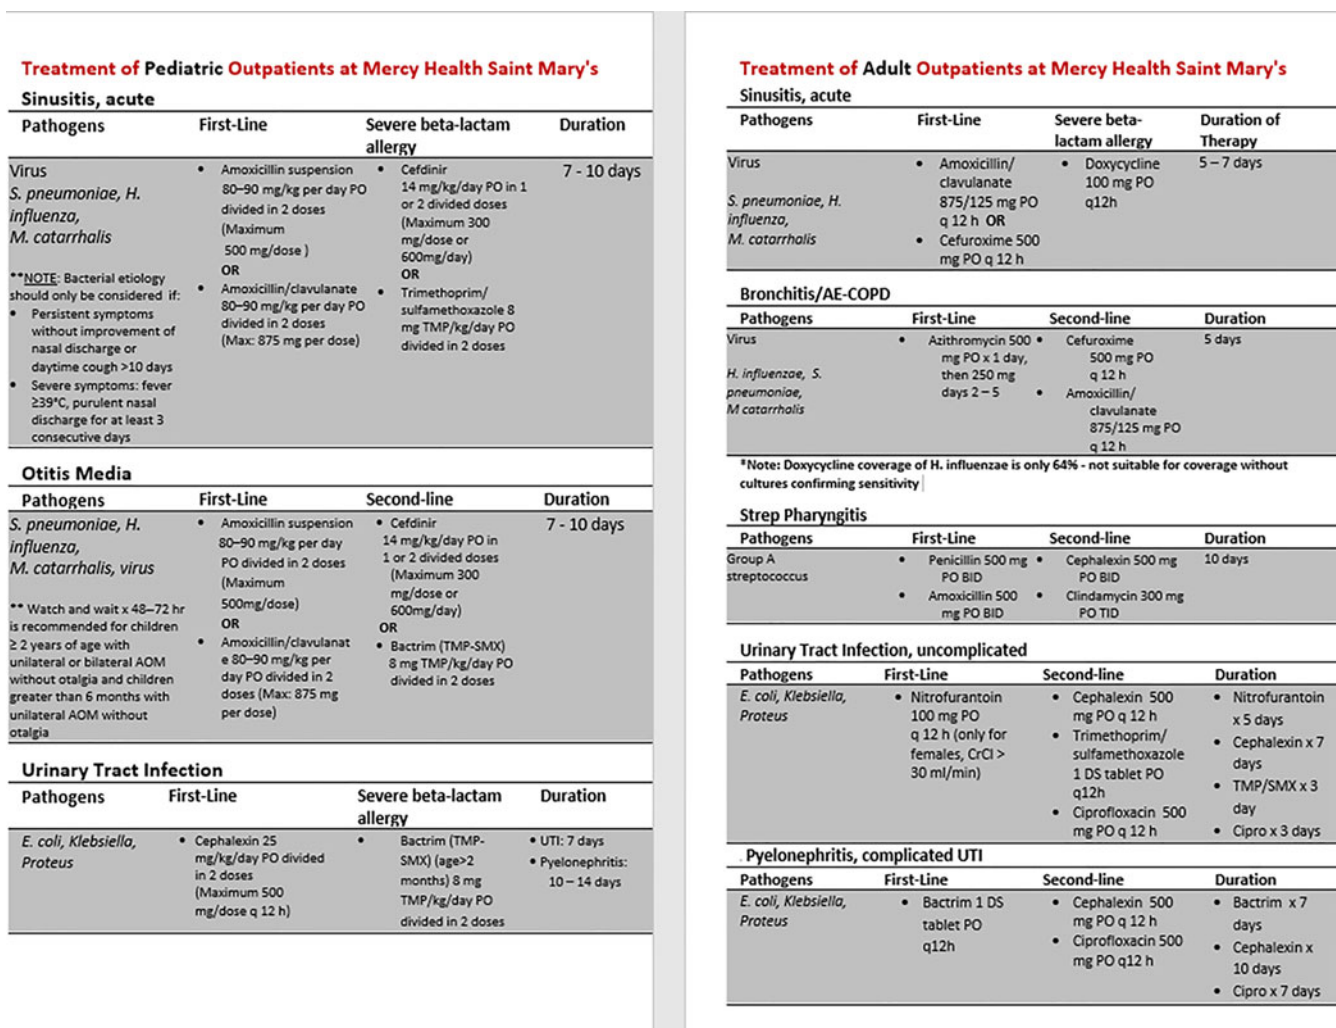 Treatment of Pediatric Outpatients at Mercy Health Saint Mary's
Sinusitis, acute
Pathogens
First-Line
Severe beta-lactam
allergy
Duration
Virus
S. pneumoniae, H.
influenza,
M. catarrhalis
**NOTE: Bacterial etiology
should only be considered if:
• Persistent symptoms
without improvement of
nasal discharge or
daytime cough >10 days
• Severe symptoms: fever
≥39°C, purulent nasal
discharge for at least 3
consecutive days
• Amoxicillin suspension
80–90 mg/kg per day PO
divided in 2 doses
(Maximum
500 mg/dose )
OR
• Amoxicillin/clavulanate
80–90 mg/kg per day PO
divided in 2 doses
(Max: 875 mg per dose)
• Cefdinir
14 mg/kg/day PO in 1
or 2 divided doses
(Maximum 300
mg/dose or
600mg/day)
OR
• Trimethoprim/
sulfamethoxazole 8
mg TMP/kg/day PO
divided in 2 doses
7 - 10 days
Otitis Media
Pathogens
First-Line
Second-line
Duration
S. pneumoniae, H.
influenza,
M. catarrhalis, virus
** Watch and wait x 48–72 hr
is recommended for children
≥ 2 years of age with
unilateral or bilateral AOM
without otalgia and children
greater than 6 months with
unilateral AOM without
otalgia
• Amoxicillin suspension
80–90 mg/kg per day
PO divided in 2 doses
(Maximum
500mg/dose)
OR
• Amoxicillin/clavulanat
e 80–90 mg/kg per
day PO divided in 2
doses (Max: 875 mg
per dose)
• Cefdinir
14 mg/kg/day PO in
1 or 2 divided doses
(Maximum 300
mg/dose or
600mg/day)
OR
• Bactrim (TMP-SMX)
8 mg TMP/kg/day PO
divided in 2 doses
7 - 10 days
Urinary Tract Infection
Pathogens
First-Line
Severe beta-lactam
allergy
Duration
E. coli, Klebsiella,
Proteus
• Cephalexin 25
mg/kg/day PO divided
in 2 doses
(Maximum 500
mg/dose q 12 h)
• Bactrim (TMP-
SMX) (age>2
months) 8 mg
TMP/kg/day PO
divided in 2 doses
• UTI: 7 days
• Pyelonephritis:
10 – 14 days
Treatment of Adult Outpatients at Mercy Health Saint Mary's
Sinusitis, acute
Pathogens
First-Line
Severe beta-
lactam allergy
Duration of
Therapy
Virus
S. pneumoniae, H.
influenza,
M. catarrhalis
• Amoxicillin/
clavulanate
875/125 mg PO
q 12 h OR
• Cefuroxime 500
mg PO q 12 h
• Doxycycline
100 mg PO
q12h
5 – 7 days
Bronchitis/AE-COPD
Pathogens
First-Line
Second-line
Duration
Virus
H. influenzae, S.
pneumoniae,
M catarrhalis
• Azithromycin 500
mg PO x 1 day,
then 250 mg
days 2 – 5
• Cefuroxime
500 mg PO
q 12 h
• Amoxicillin/
clavulanate
875/125 mg PO
q 12 h
5 days
*Note: Doxycycline coverage of H. influenzae is only 64% - not suitable for coverage without
cultures confirming sensitivity
Strep Pharyngitis
Pathogens
First-Line
Second-line
Duration
Group A
streptococcus
• Penicillin 500 mg
PO BID
• Amoxicillin 500
mg PO BID
• Cephalexin 500 mg
PO BID
• Clindamycin 300 mg
PO TID
10 days
Urinary Tract Infection, uncomplicated
Pathogens
First-Line
Second-line
Duration
E. coli, Klebsiella,
Proteus
• Nitrofurantoin
100 mg PO
q 12 h (only for
females, CrCl >
30 ml/min)
• Cephalexin 500
mg PO q 12 h
• Trimethoprim/
sulfamethoxazole
1 DS tablet PO
q12h
• Ciprofloxacin 500
mg PO q 12 h
• Nitrofurantoin
x 5 days
• Cephalexin x 7
days
• TMP/SMX x 3
day
• Cipro x 3 days
Pyelonephritis, complicated UTI
Pathogens
First-Line
Second-line
Duration
E. coli, Klebsiella,
Proteus
• Bactrim 1 DS
tablet PO
q12h
• Cephalexin 500
mg PO q 12 h
• Ciprofloxacin 500
mg PO q12 h
• Bactrim x 7
days
• Cephalexin x
10 days
• Cipro x 7 days